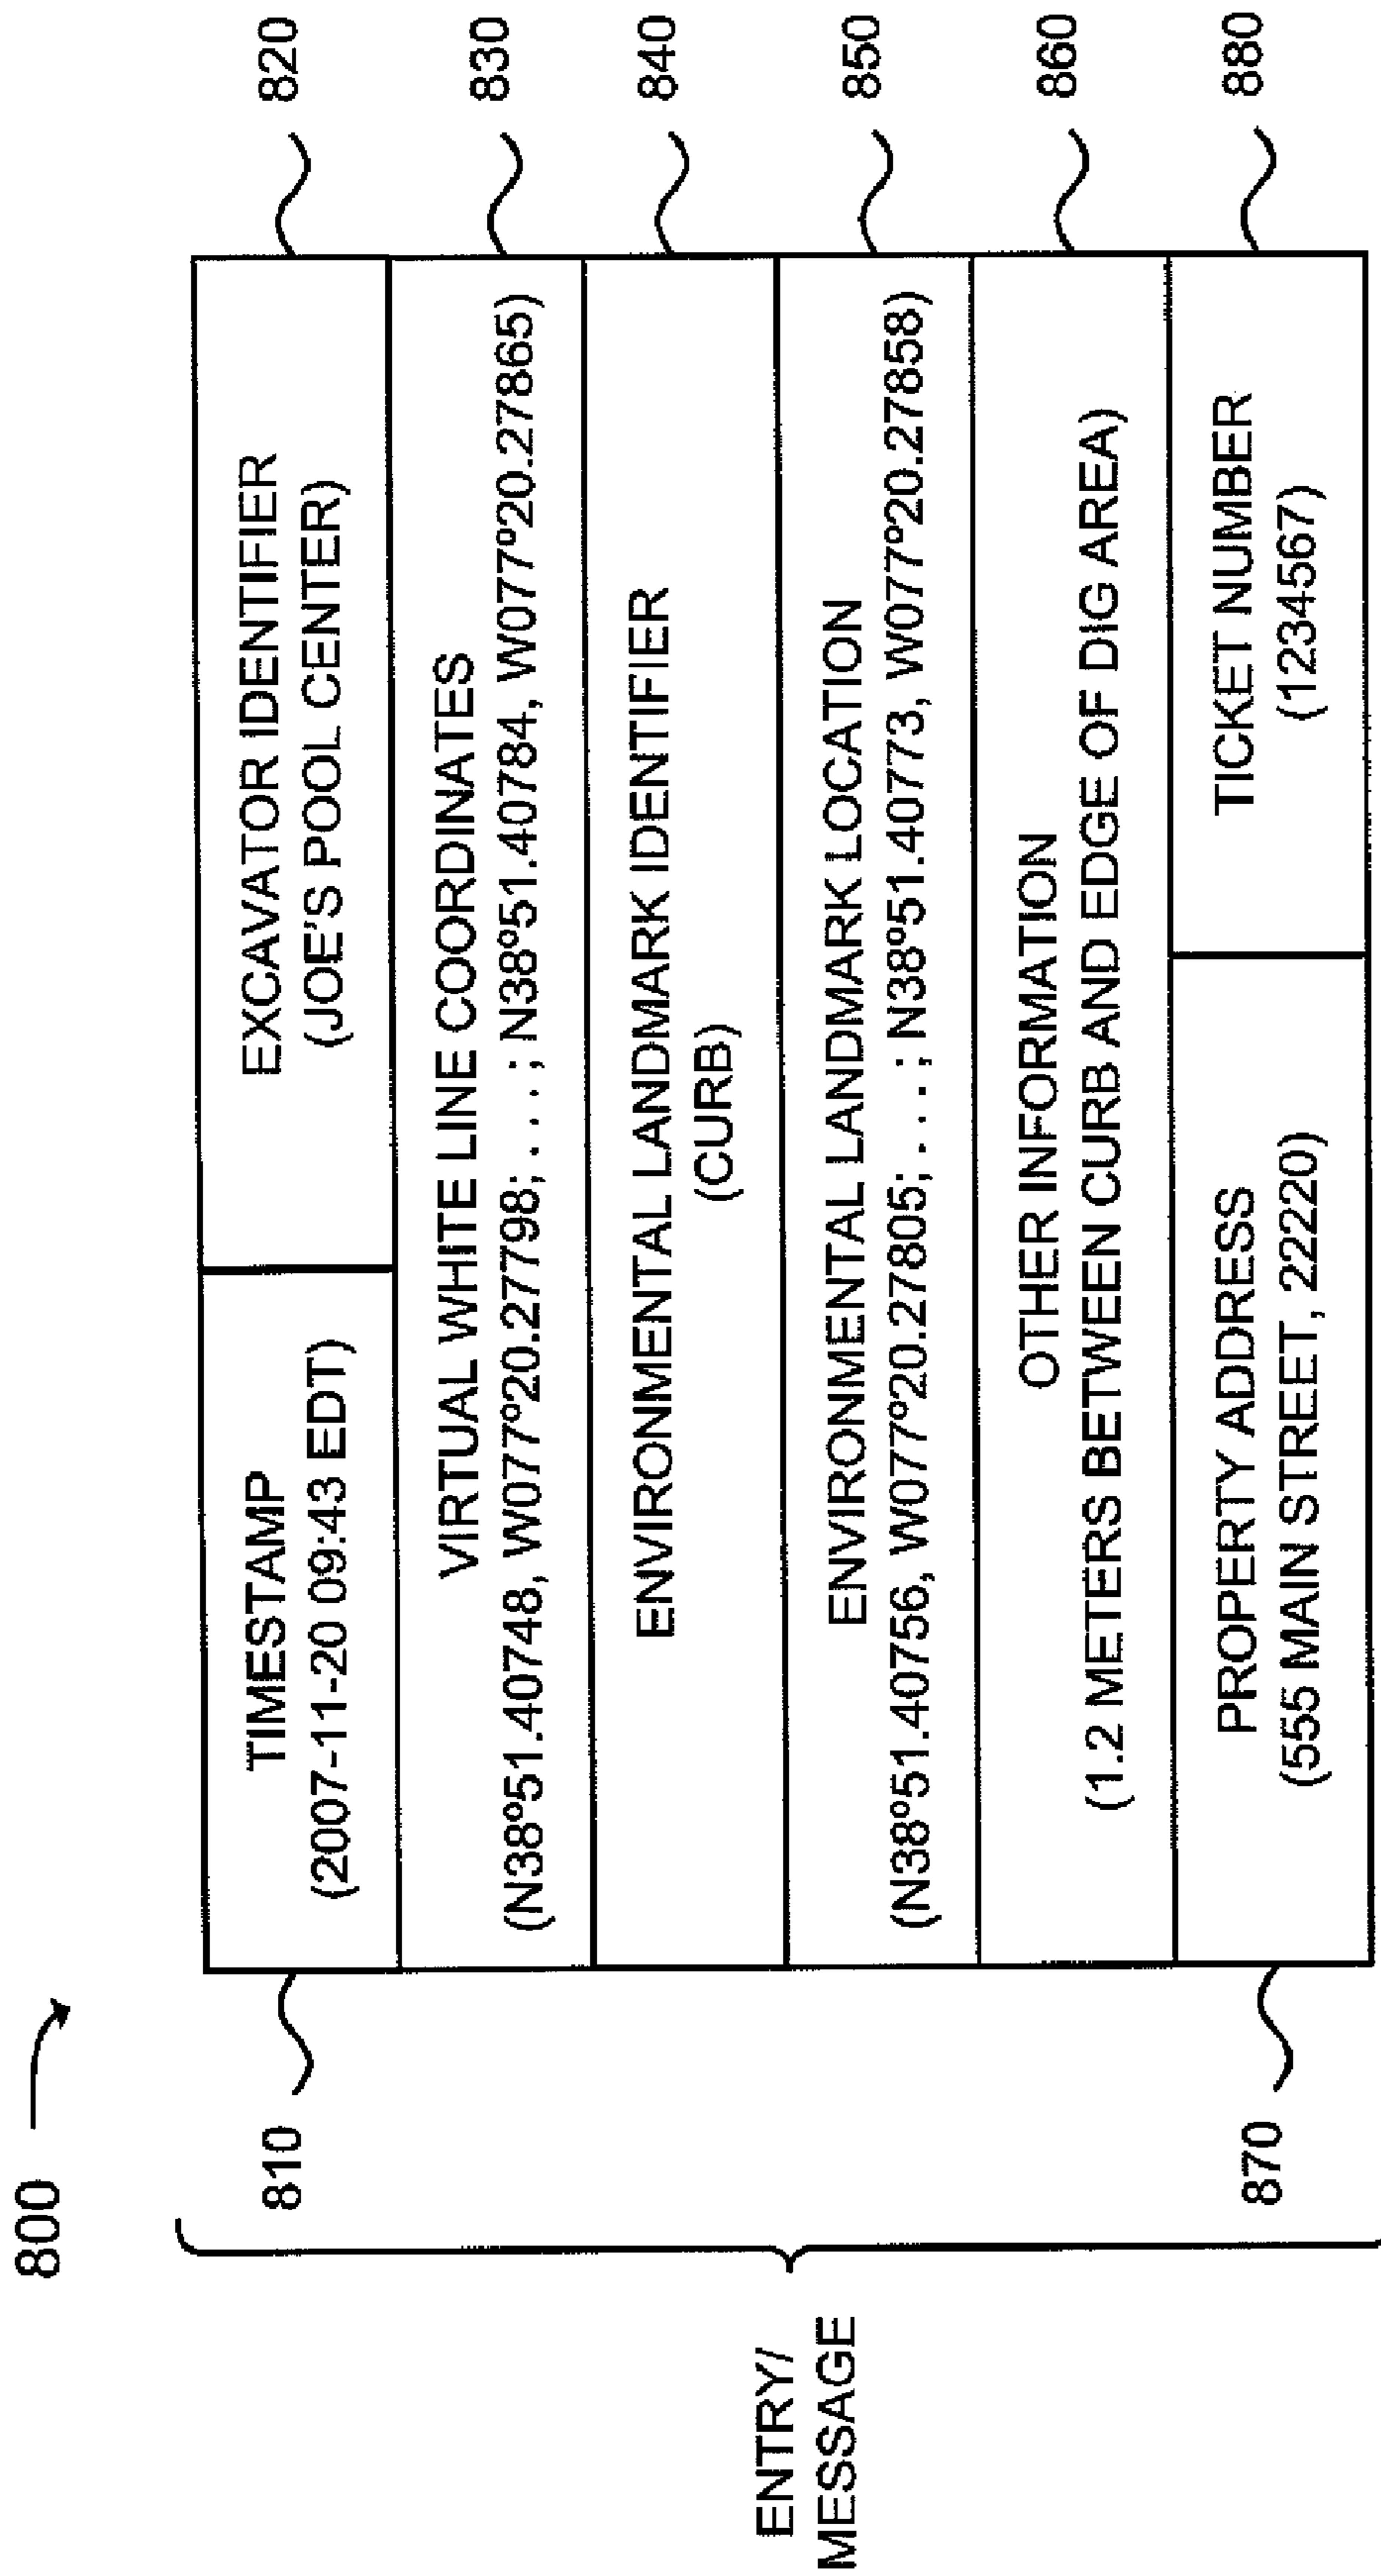 800
ENTRY/
MESSAGE
810
TIMESTAMP
(2007-11-20 09:43 EDT)
EXCAVATOR IDENTIFIER
(JOE'S POOL CENTER)
820
VIRTUAL WHITE LINE COORDINATES
(N38°51.40748, W077°20.27798; . . . ; N38°51.40784, W077°20.27865)
830
ENVIRONMENTAL LANDMARK IDENTIFIER
(CURB)
840
ENVIRONMENTAL LANDMARK LOCATION
(N38°51.40756, W077°20.27805; . . . ; N38°51.40773, W077°20.27858)
850
OTHER INFORMATION
(1.2 METERS BETWEEN CURB AND EDGE OF DIG AREA)
860
870
PROPERTY ADDRESS
(555 MAIN STREET, 22220)
TICKET NUMBER
(1234567)
880